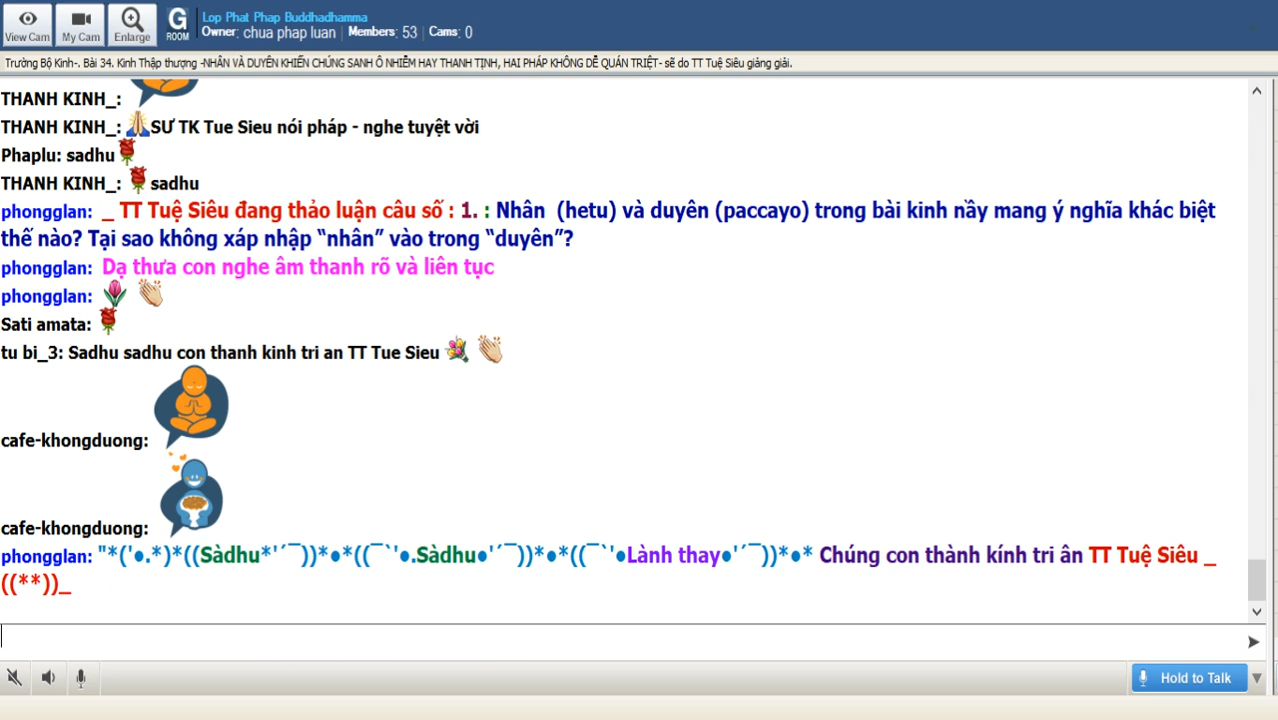 View Cam
My Cam
Enlarge
G
ROOM
Lop Phat Phap Buddhadhamma
Owner: chua phap luan | Members: 53 | Cams: 0
Trường Bộ Kinh-. Bài 34. Kinh Thập thượng -NHÂN VÀ DUYÊN KHIẾN CHÚNG SANH Ô NHIỄM HAY THANH TỊNH, HAI PHÁP KHÔNG DỄ QUÁN TRIỆT- sẽ do TT Tuệ Siêu giảng giải.
THANH KINH_:
THANH KINH_: SƯ TK Tue Sieu nói pháp - nghe tuyệt vời
Phaplu: sadhu
THANH KINH_: sadhu
phongglan: _ TT Tuệ Siêu đang thảo luận câu số : 1. : Nhân (hetu) và duyên (paccayo) trong bài kinh nầy mang ý nghĩa khác biệt
thế nào? Tại sao không xáp nhập “nhân” vào trong “duyên”?
phongglan: Dạ thưa con nghe âm thanh rõ và liên tục
phongglan:
Sati amata:
tu bi_3: Sadhu sadhu con thanh kinh tri an TT Tue Sieu
cafe-khongduong:
cafe-khongduong:
phongglan: "*('●.*)*((Sàdhu*'´¯))*●*((¯`'●.Sàdhu●'´¯))*●*((¯`'●Lành thay●'´¯))*●* Chúng con thành kính tri ân TT Tuệ Siêu _
((**))_
Hold to Talk